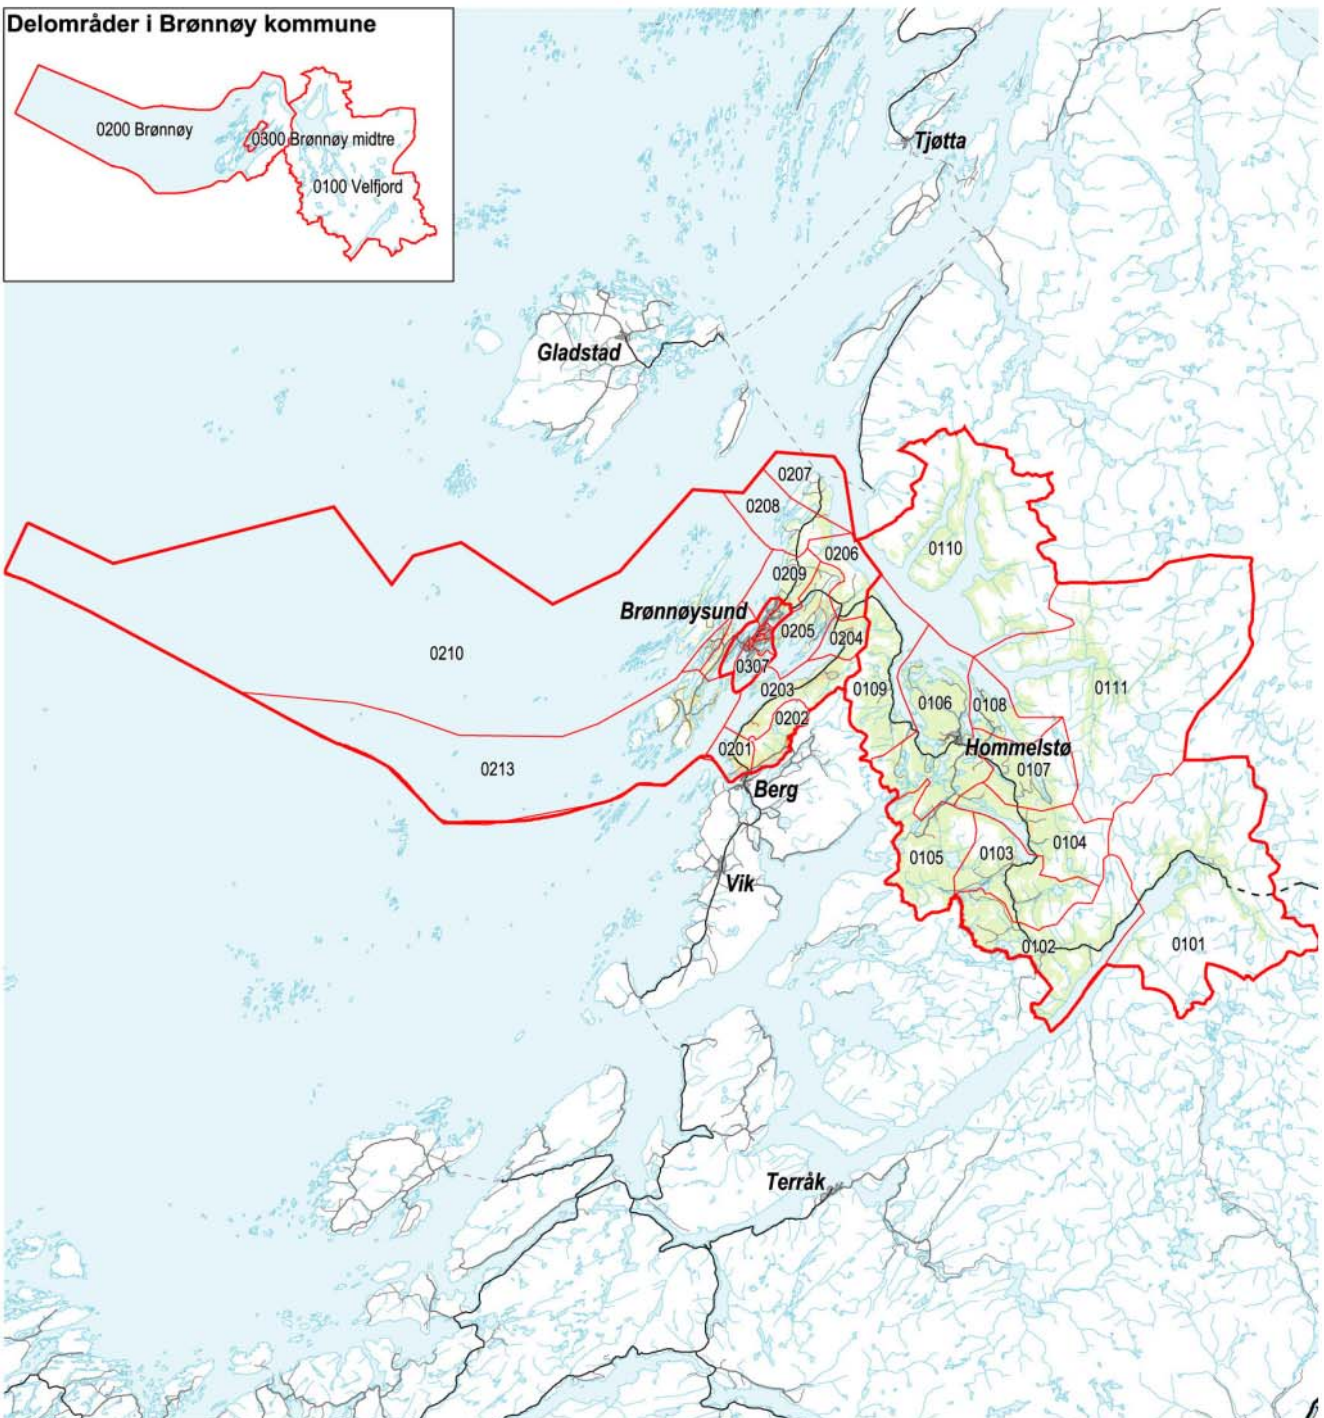 Delområder i Brønnøy kommune
0200 Brønnøy
0300 Brønnøy midtre
0100 Velfjord
Tjøtta
Gladstad
0207
0208
0206
0110
0209
Brønnøysund
0205
0204
0210
0307
0203
0109
0106
0108
0111
0202
0201
Hommelstø
0213
0107
Berg
0105
0103
0104
Vik
0102
0101
Terråk